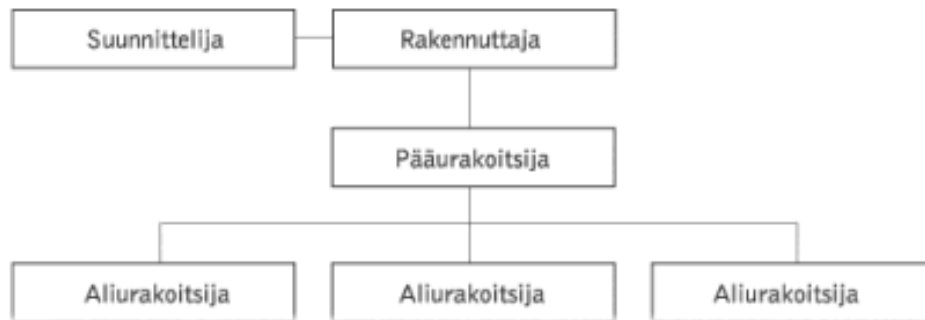 Suunnittelija
Rakennuttaja
Pääurakoitsija
Aliurakoitsija
Aliurakoitsija
Aliurakoitsija